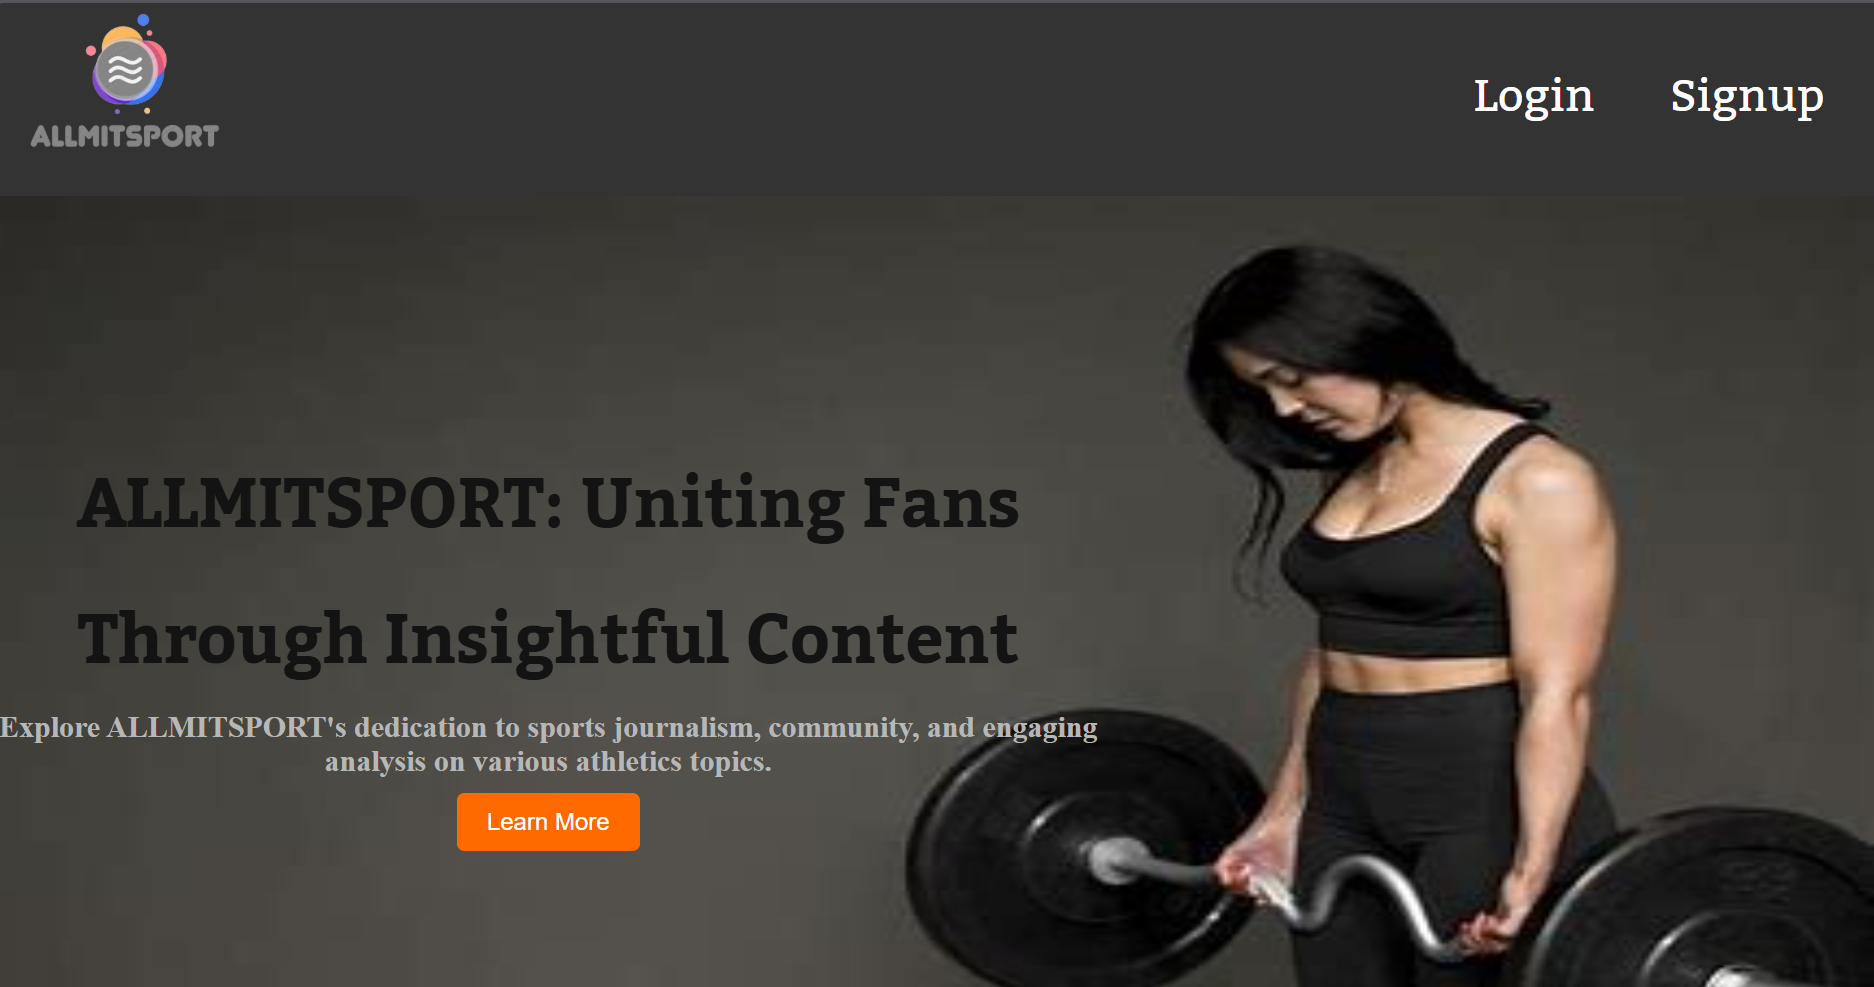 ALLMITSPORT
Login
Signup
ALLMITSPORT: Uniting Fans
Through Insightful Content
Explore ALLMITSPORT's dedication to sports journalism, community, and engaging
analysis on various athletics topics.
Learn More